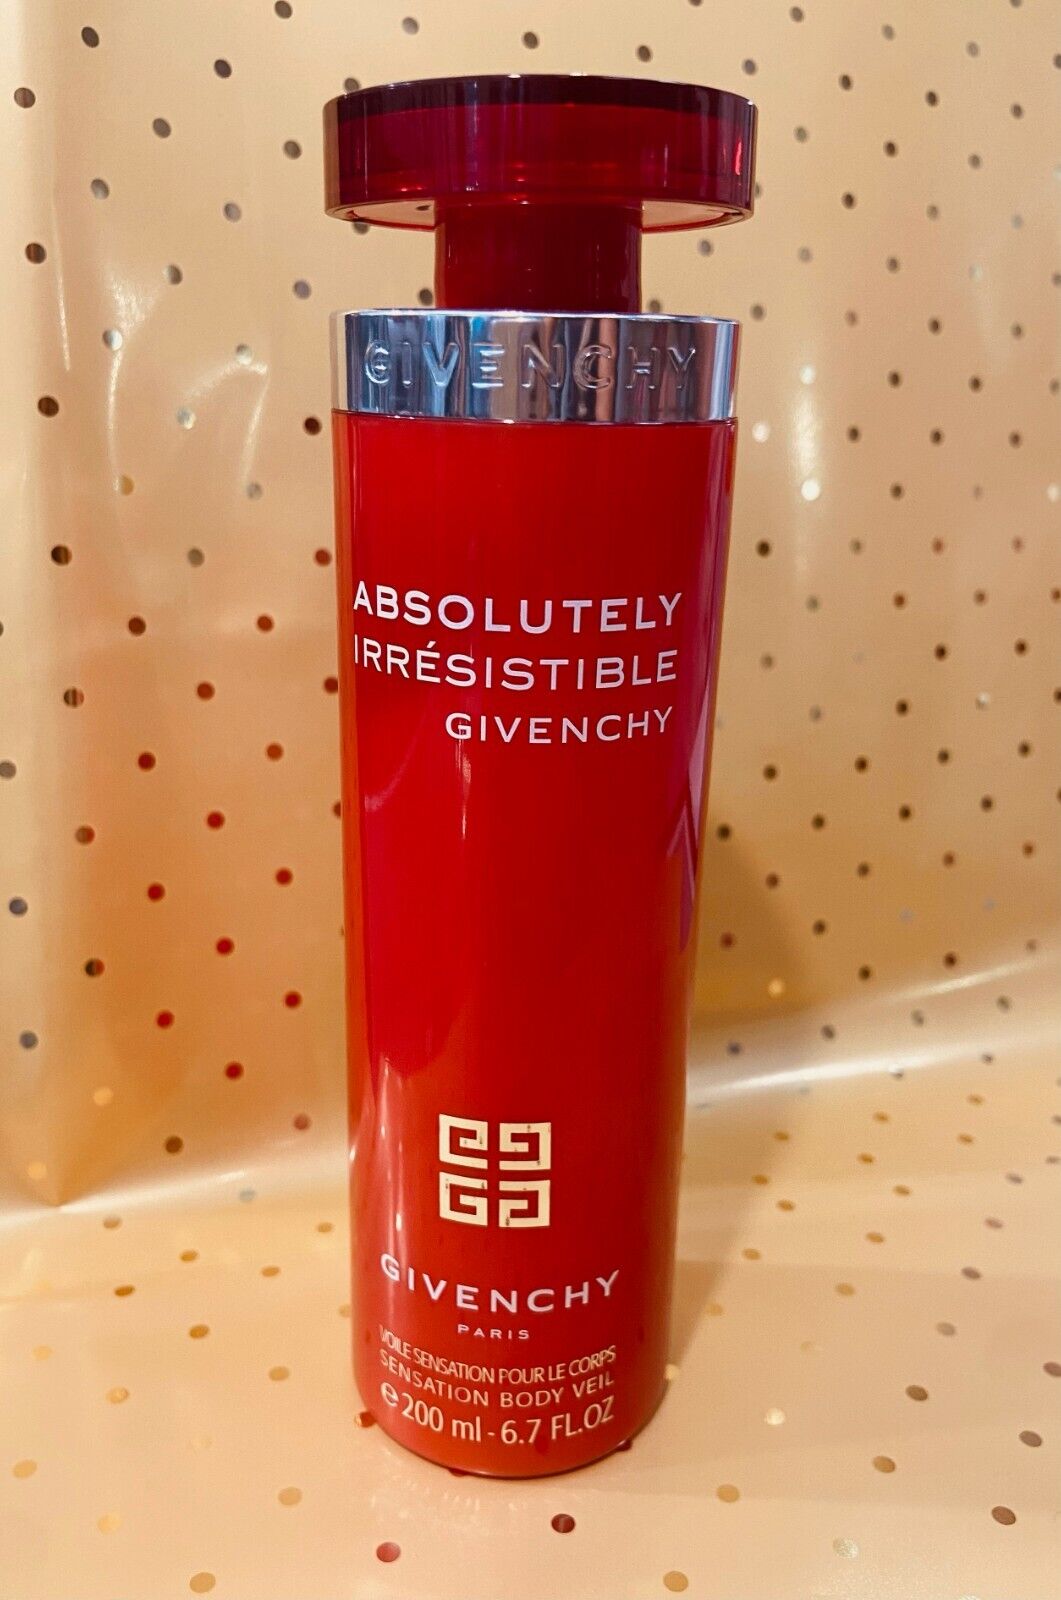 GIVENCHY
ABSOLUTELY
IRRÉSISTIBLE
GIVENCHY
GIVENCHY
PARIS
VOILE SENSATION POUR LE CORPS
SENSATION BODY VEIL
℮200 ml - 6.7 FL.OZ